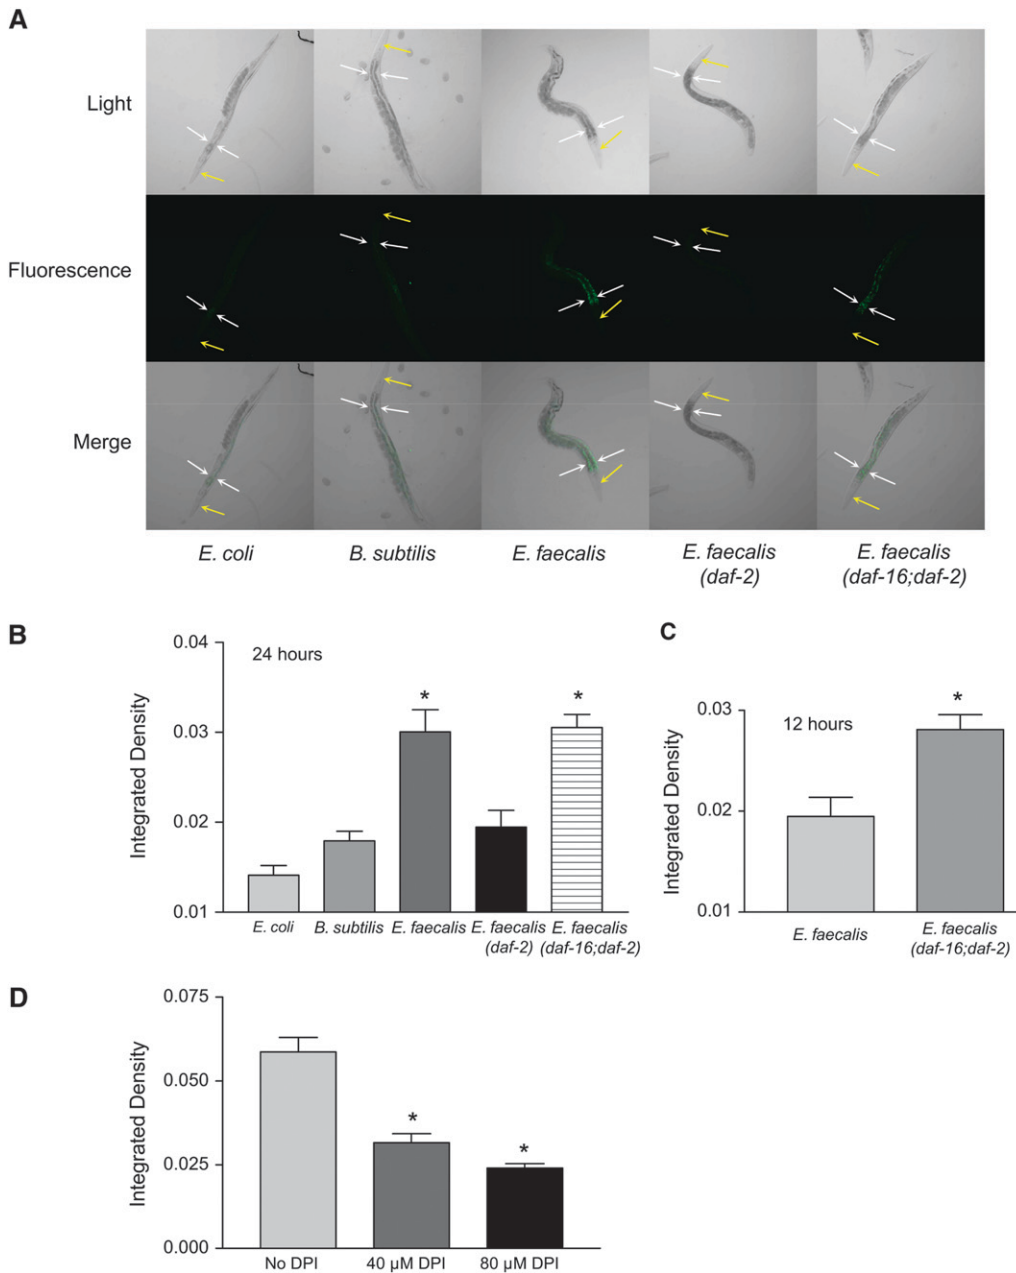 A
Light
Fluorescence
Merge
E. coli
B. subtilis
E. faecalis
E. faecalis
(daf-2)
E. faecalis
(daf-16;daf-2)
B
24 hours
Integrated Density
0.04
0.03
0.02
0.01
*
*
E. coli
B. subtilis
E. faecalis
E. faecalis
(daf-2)
E. faecalis
(daf-16;daf-2)
C
12 hours
Integrated Density
0.03
0.02
0.01
*
E. faecalis
E. faecalis
(daf-16;daf-2)
D
Integrated Density
0.075
0.050
0.025
0.000
*
*
No DPI
40 μM DPI
80 μM DPI